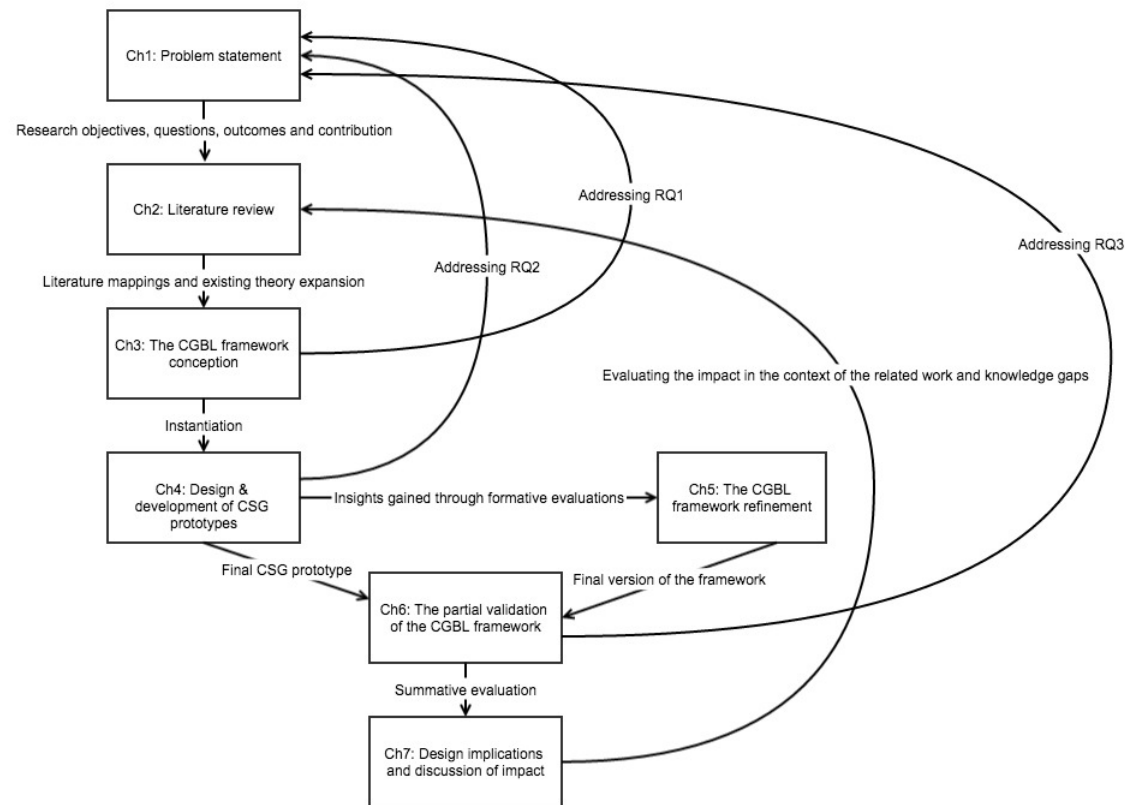 Ch1: Problem statement
Research objectives, questions, outcomes and contribution
Ch2: Literature review
Addressing RQ1
Addressing RQ3
Addressing RQ2
Literature mappings and existing theory expansion
Ch3: The CGBL framework
conception
Evaluating the impact in the context of the related work and knowledge gaps
Instantiation
Ch4: Design &
development of CSG
prototypes
Insights gained through formative evaluations
Ch5: The CGBL
framework refinement
Final CSG prototype
Final version of the framework
Ch6: The partial validation
of the CGBL framework
Summative evaluation
Ch7: Design implications
and discussion of impact